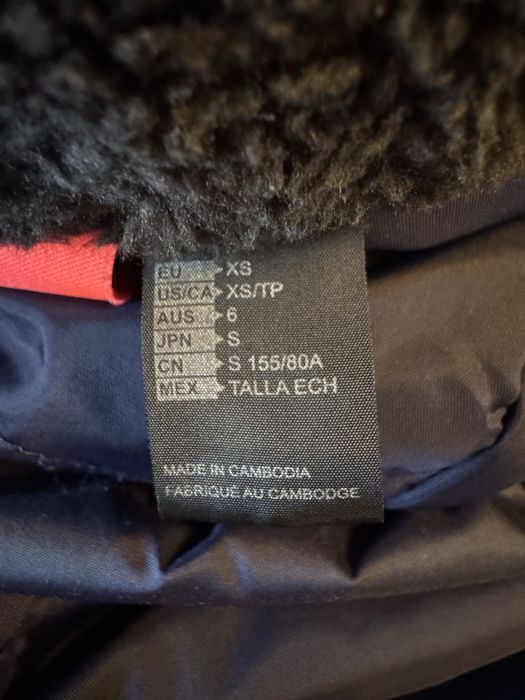 EU XS
US/CA XS/TP
AUS 6
JPN S
CN S 155/80A
MEX TALLA ECH
MADE IN CAMBODIA
FABRIQUÉ AU CAMBODGE